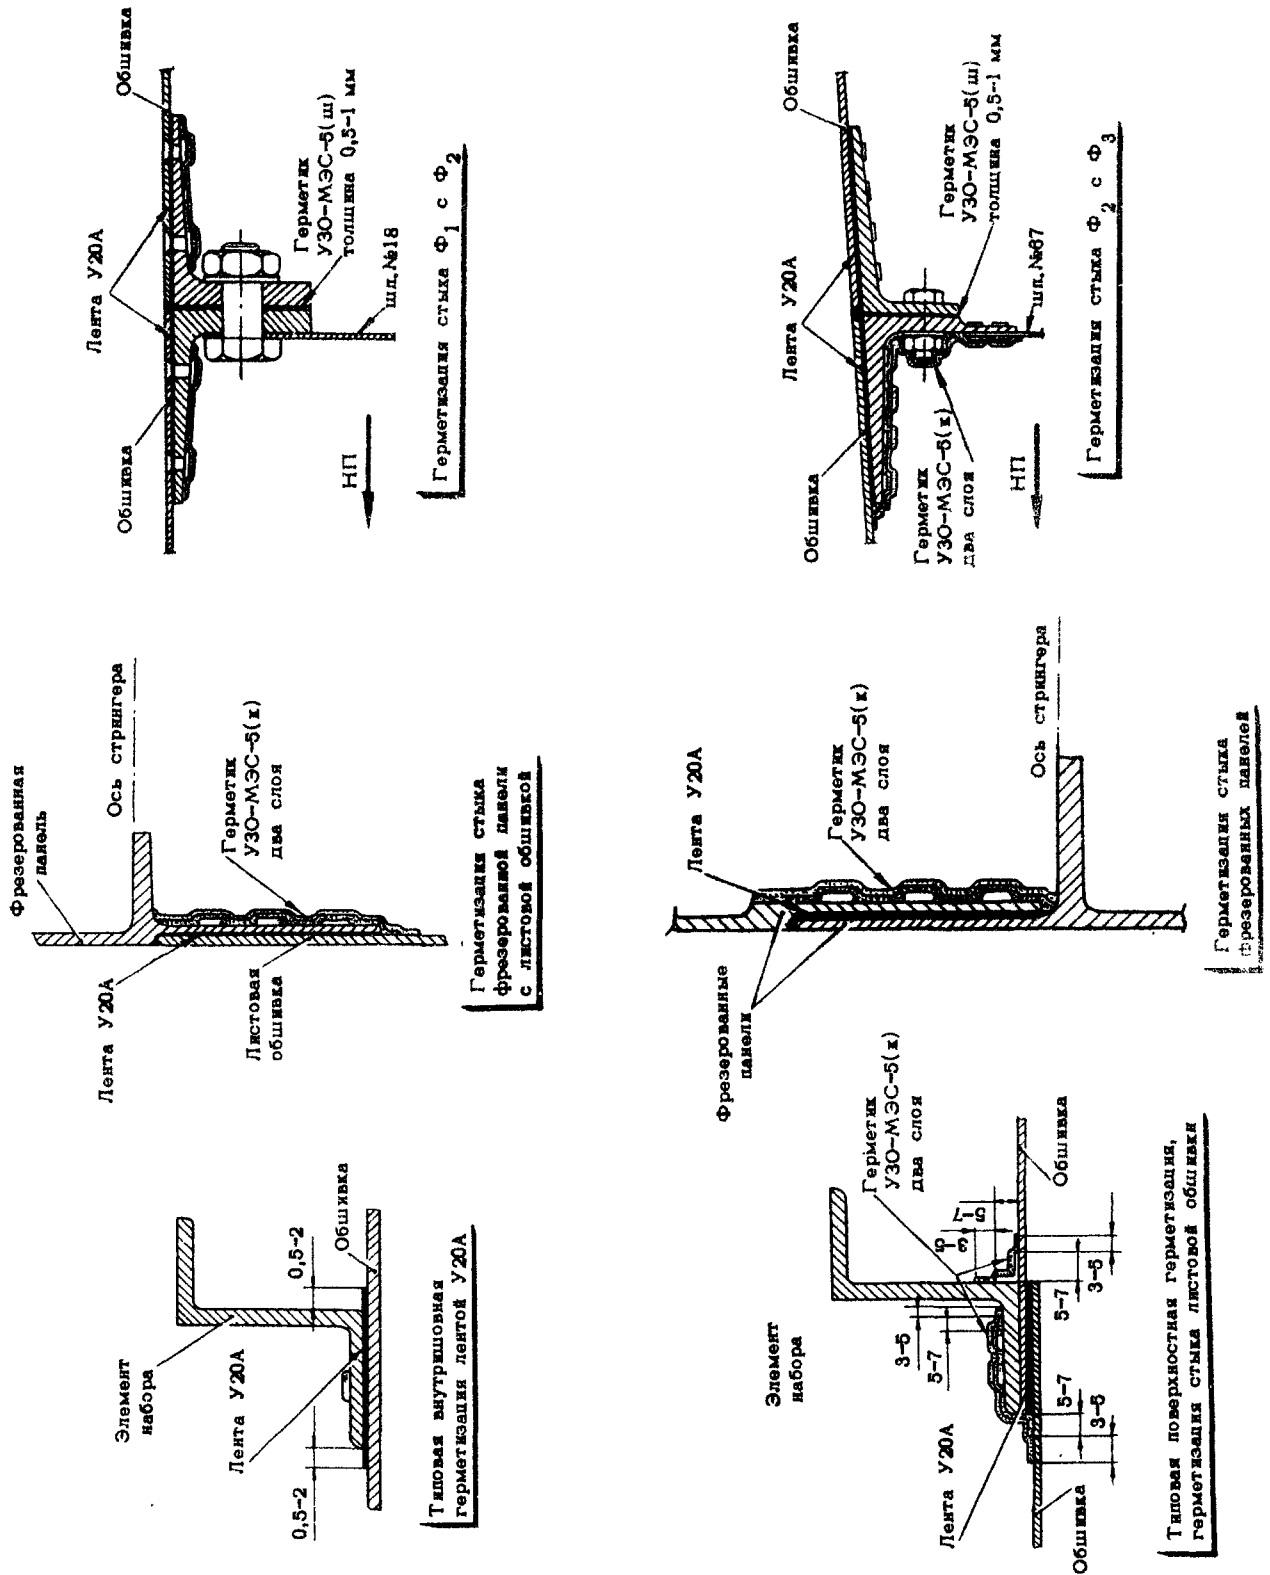 Элемент
набора
Лента У20А
0,5-2
0,5-2
Обшивка
Типовая внутришовная
герметизация лентой У20А
Фрезерованная
панель
Ось стрингера
Лента У20А
Листовая
обшивка
Герметик
УЗО-МЭС-5(к)
два слоя
Герметизация стыка
фрезерованной панели
с листовой обшивкой
Обшивка
Лента У20А
Обшивка
Герметик
УЗО-МЭС-5(ш)
толщина 0,5-1 мм
шп.№18
НП
Герметизация стыка Ф1 с Ф2
Элемент
набора
Лента У20А
Обшивка
Герметик
УЗО-МЭС-5(к)
два слоя
3-5
5-7
3-5
5-7
5-7
3-5
5-7
3-5
Обшивка
Типовая поверхностная герметизация,
герметизация стыка листовой обшивки
Фрезерованные
панели
Лента У20А
Герметик
УЗО-МЭС-5(к)
два слоя
Ось стрингера
Герметизация стыка
фрезерованных панелей
Обшивка
Лента У20А
Обшивка
Герметик
УЗО-МЭС-5(к)
два слоя
Герметик
УЗО-МЭС-5(ш)
толщина 0,5-1 мм
шп.№67
НП
Герметизация стыка Ф2 с Ф3